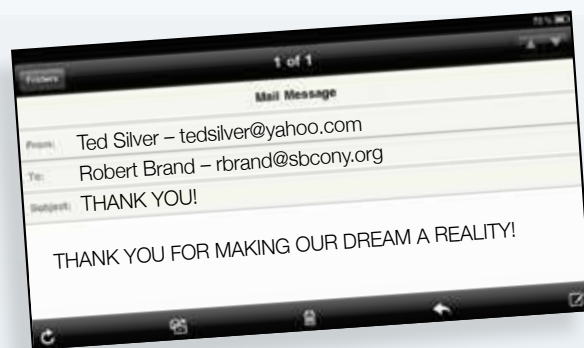 1 of 1
Folders
Mail Message
From: Ted Silver – tedsilver@yahoo.com
To: Robert Brand – rbrand@sbcony.org
Subject: THANK YOU!
THANK YOU FOR MAKING OUR DREAM A REALITY!